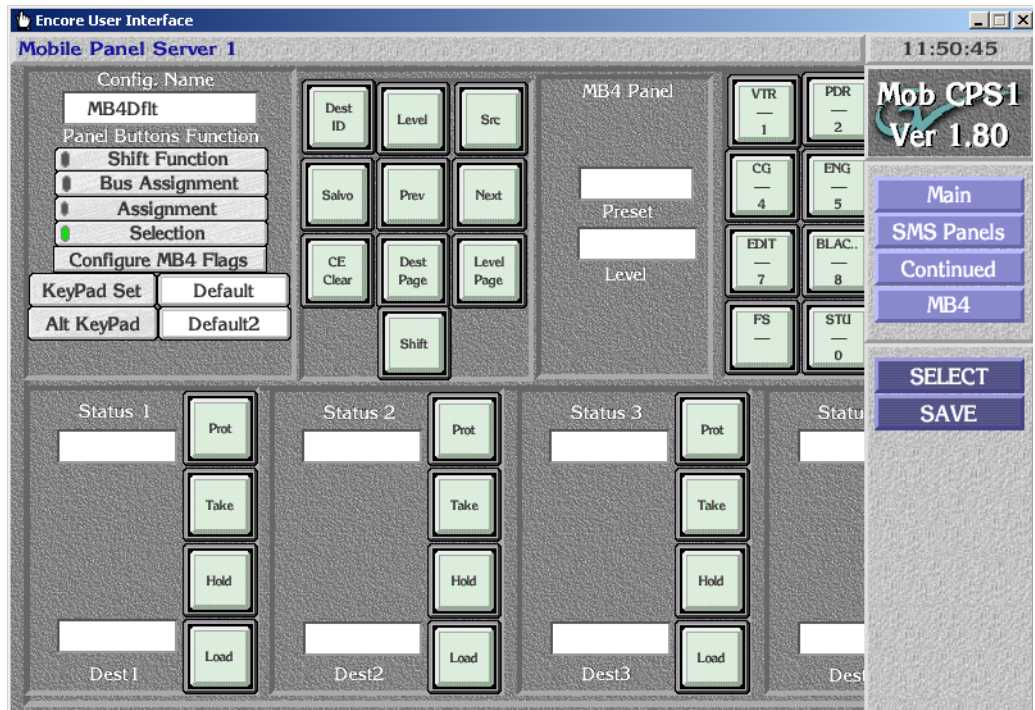 Encore User Interface
Mobile Panel Server 1
11:50:45
Config. Name
MB4Dflt
Panel Buttons Function
Shift Function
Bus Assignment
Assignment
Selection
Configure MB4 Flags
KeyPad Set Default
Alt KeyPad Default2
Dest ID
Level
Src
Salvo
Prev
Next
CE Clear
Dest Page
Level Page
Shift
MB4 Panel
Preset
Level
VTR — 1
PDR — 2
CG — 4
ENG — 5
EDIT — 7
BLAC.. — 8
FS —
STU — 0
Mob CPS1
Ver 1.80
Main
SMS Panels
Continued
MB4
SELECT
SAVE
Status 1
Prot
Take
Hold
Load
Dest1
Status 2
Prot
Take
Hold
Load
Dest2
Status 3
Prot
Take
Hold
Load
Dest3
Statu
Dest